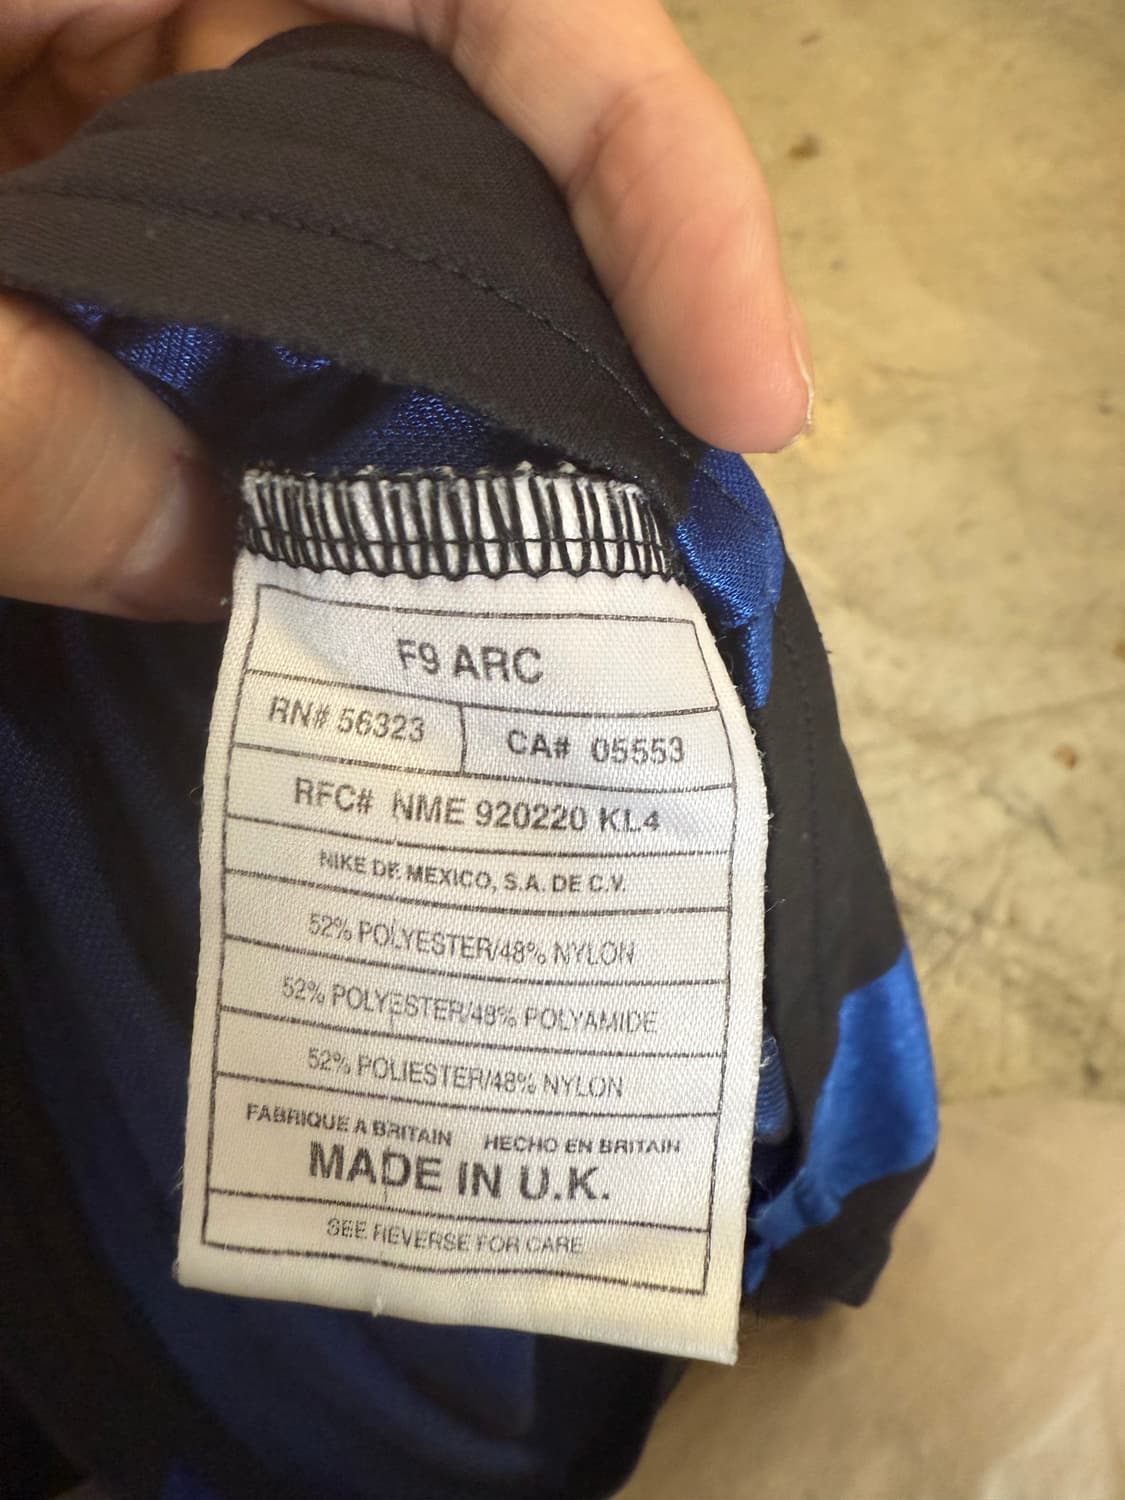 F9 ARC
RN# 56323 CA# 05553
RFC# NME 920220 KL4
NIKE DE MEXICO, S.A. DE C.V.
52% POLYESTER/48% NYLON
52% POLYESTER/48% POLYAMIDE
52% POLIESTER/48% NYLON
FABRIQUE A BRITAIN HECHO EN BRITAIN
MADE IN U.K.
SEE REVERSE FOR CARE